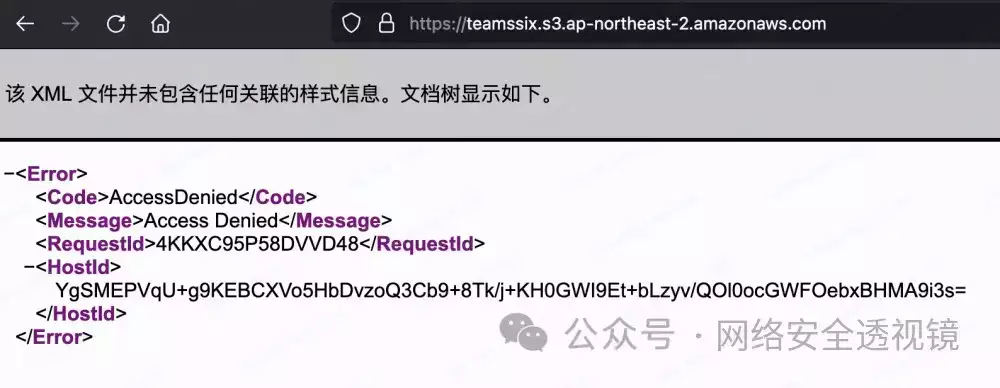 https://teamssix.s3.ap-northeast-2.amazonaws.com
该 XML 文件并未包含任何关联的样式信息。文档树显示如下。
−<Error>
<Code>AccessDenied</Code>
<Message>Access Denied</Message>
<RequestId>4KKXC95P58DVVD48</RequestId>
−<HostId>
YgSMEPVqU+g9KEBCXVo5HbDvzoQ3Cb9+8Tk/j+KH0GWI9Et+bLzyv/QOl0ocGWFOebxBHMA9i3s=
</HostId>
</Error>
公众号 · 网络安全透视镜